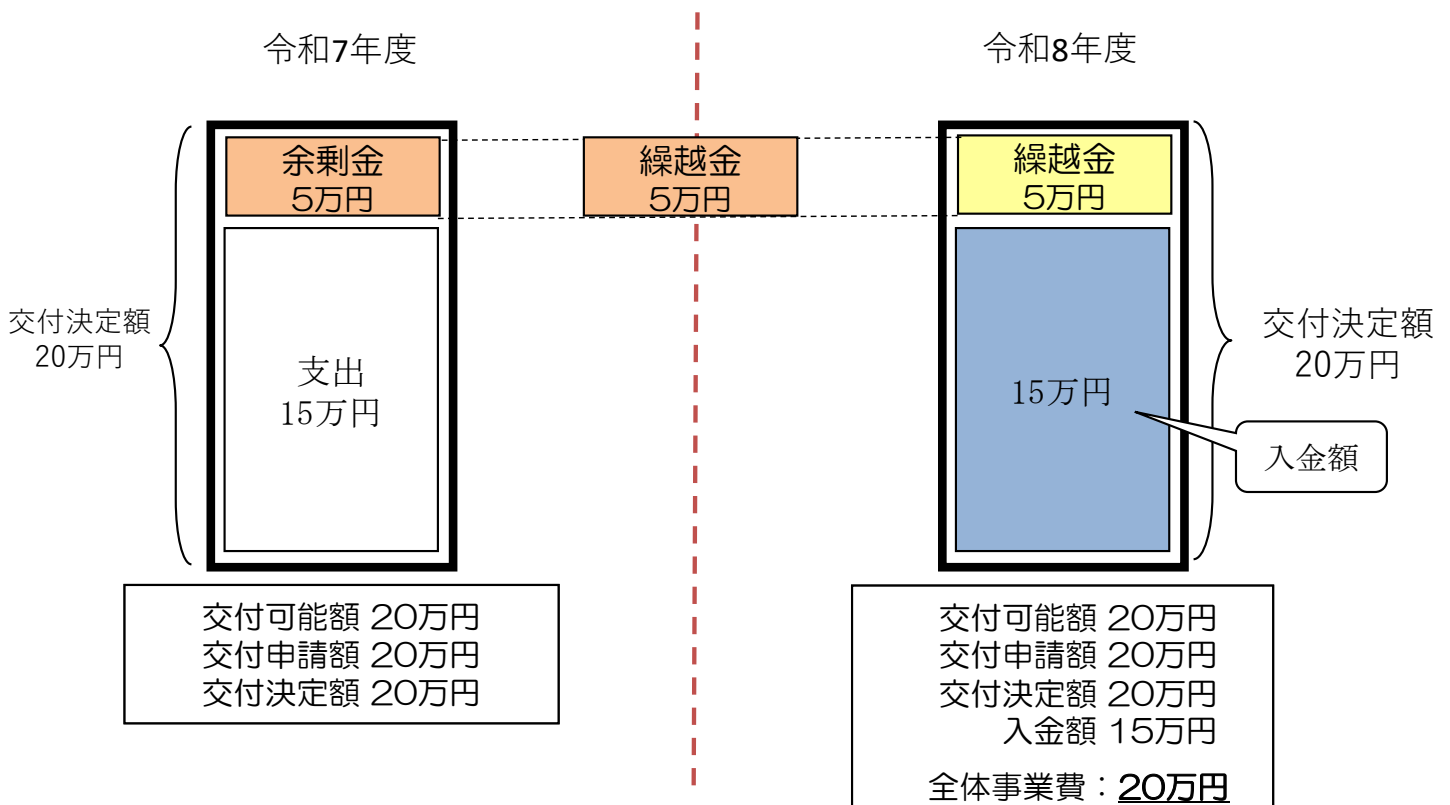 令和7年度
令和8年度
余剰金
5万円
繰越金
5万円
繰越金
5万円
交付決定額
20万円
支出
15万円
15万円
交付決定額
20万円
入金額
交付可能額 20万円
交付申請額 20万円
交付決定額 20万円
交付可能額 20万円
交付申請額 20万円
交付決定額 20万円
入金額 15万円
全体事業費：20万円